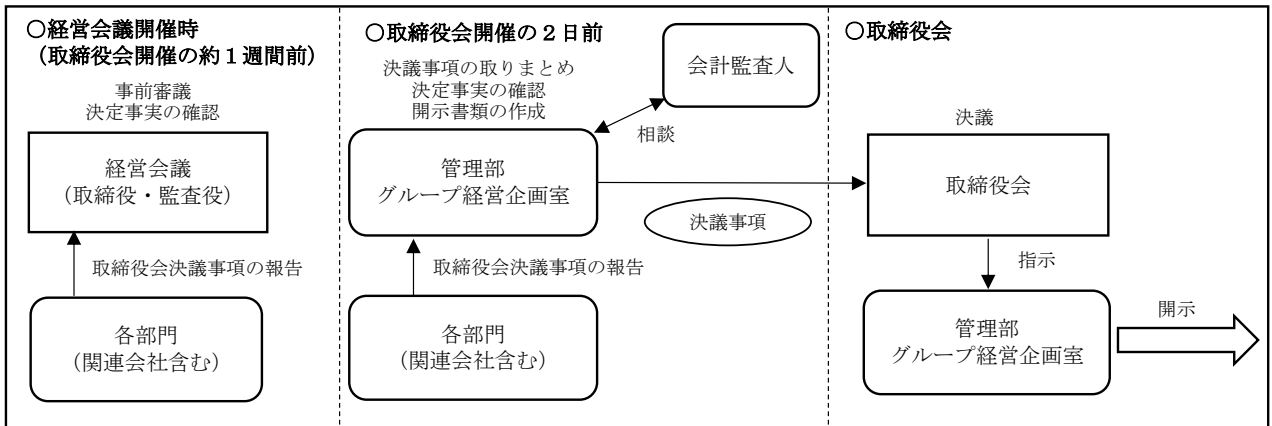 ○経営会議開催時
(取締役会開催の約1週間前)
事前審議
決定事実の確認
経営会議
(取締役・監査役)
取締役会決議事項の報告
各部門
(関連会社含む)
○取締役会開催の2日前
決議事項の取りまとめ
決定事実の確認
開示書類の作成
会計監査人
相談
管理部
グループ経営企画室
決議事項
取締役会決議事項の報告
各部門
(関連会社含む)
○取締役会
決議
取締役会
指示
管理部
グループ経営企画室
開示